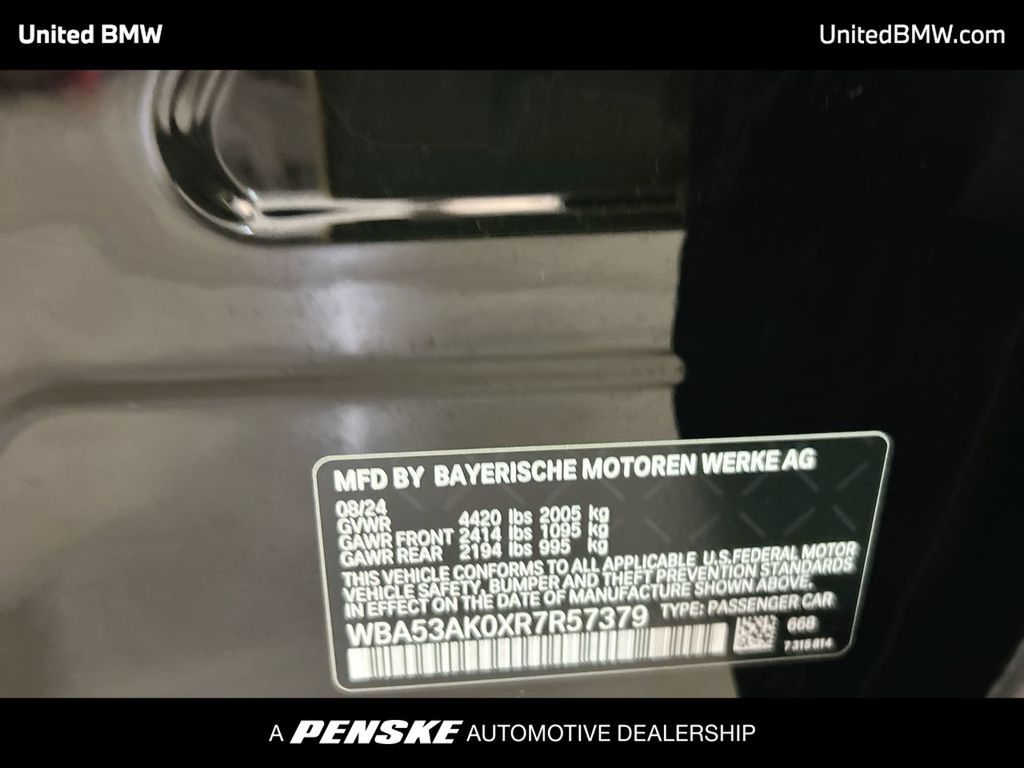 United BMW
UnitedBMW.com
MFD BY BAYERISCHE MOTOREN WERKE AG
08/24
GVWR 4420 lbs 2005 kg
GAWR FRONT 2414 lbs 1095 kg
GAWR REAR 2194 lbs 995 kg
THIS VEHICLE CONFORMS TO ALL APPLICABLE U.S.FEDERAL MOTOR
VEHICLE SAFETY, BUMPER AND THEFT PREVENTION STANDARDS
IN EFFECT ON THE DATE OF MANUFACTURE SHOWN ABOVE.
WBA53AK0XR7R57379 TYPE: PASSENGER CAR
668
7318814
A PENSKE AUTOMOTIVE DEALERSHIP